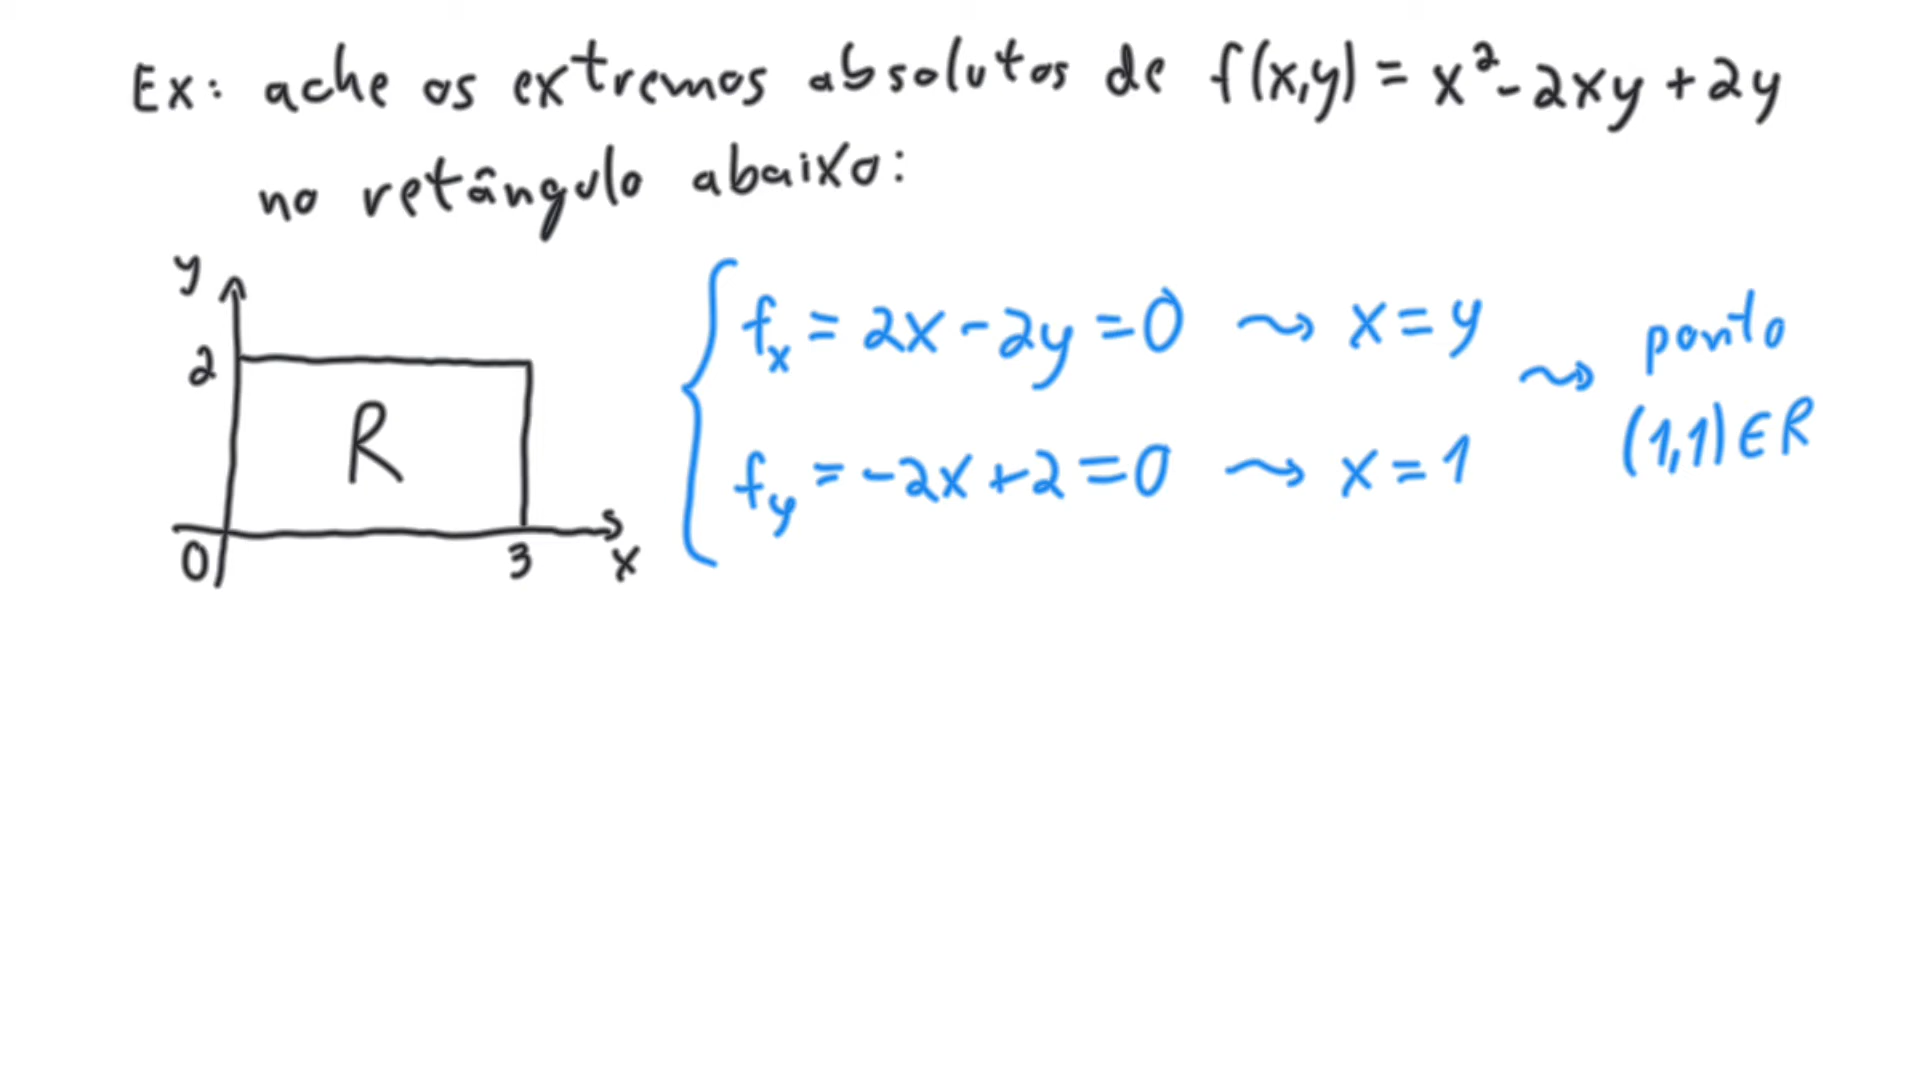 Ex: ache os extremos absolutos de f(x,y) = x² - 2xy + 2y
no retângulo abaixo:
y
2
R
0
3
x
fx = 2x - 2y = 0 ⤳ x = y
fy = -2x + 2 = 0 ⤳ x = 1
⤳ ponto
(1,1) ∈ R